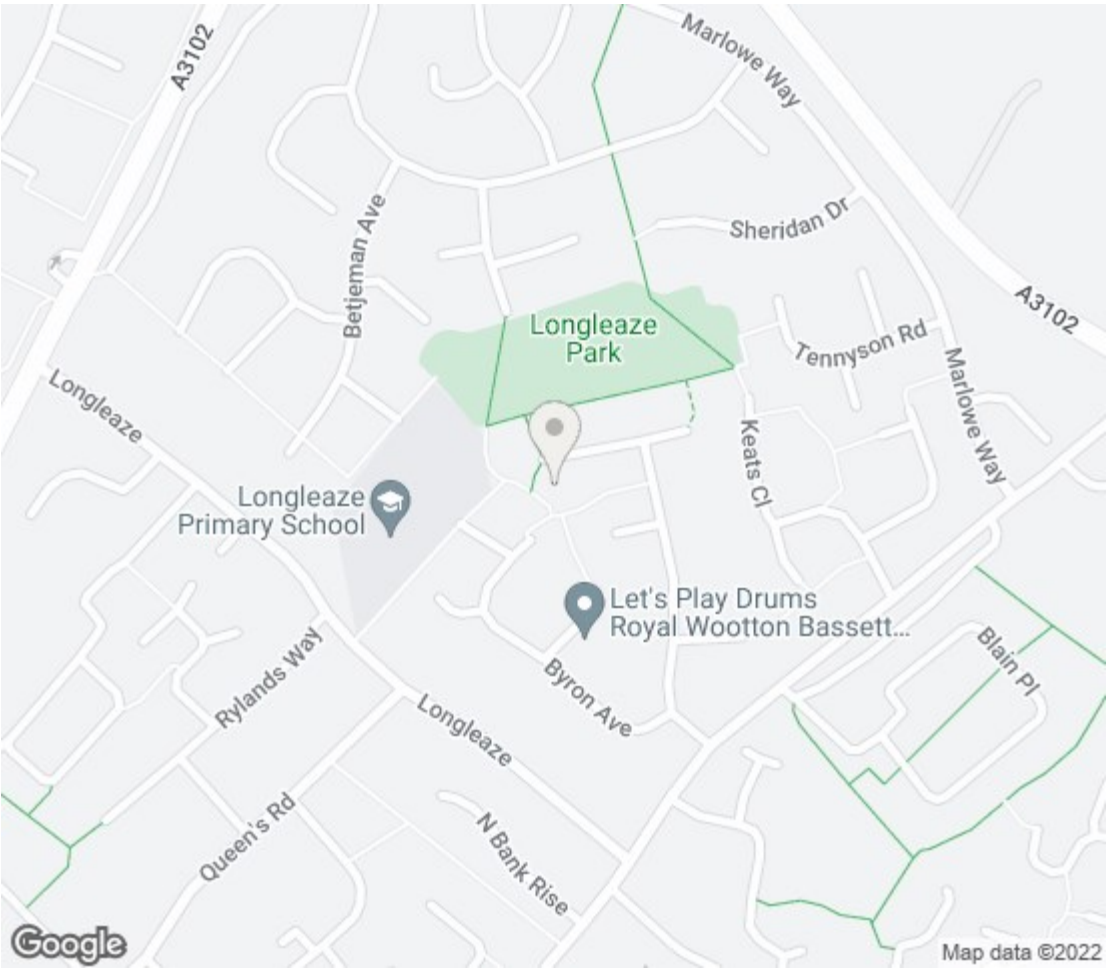 A3102
Marlowe Way
Sheridan Dr
Betjeman Ave
A3102
Longleaze
Park
Tennyson Rd
Longleaze
Marlowe Way
Keats Cl
Longleaze
Primary School
Let's Play Drums
Royal Wootton Bassett...
Blain Pl
Rylands Way
Byron Ave
Longleaze
Queen's Rd
N Bank Rise
Google
Map data ©2022